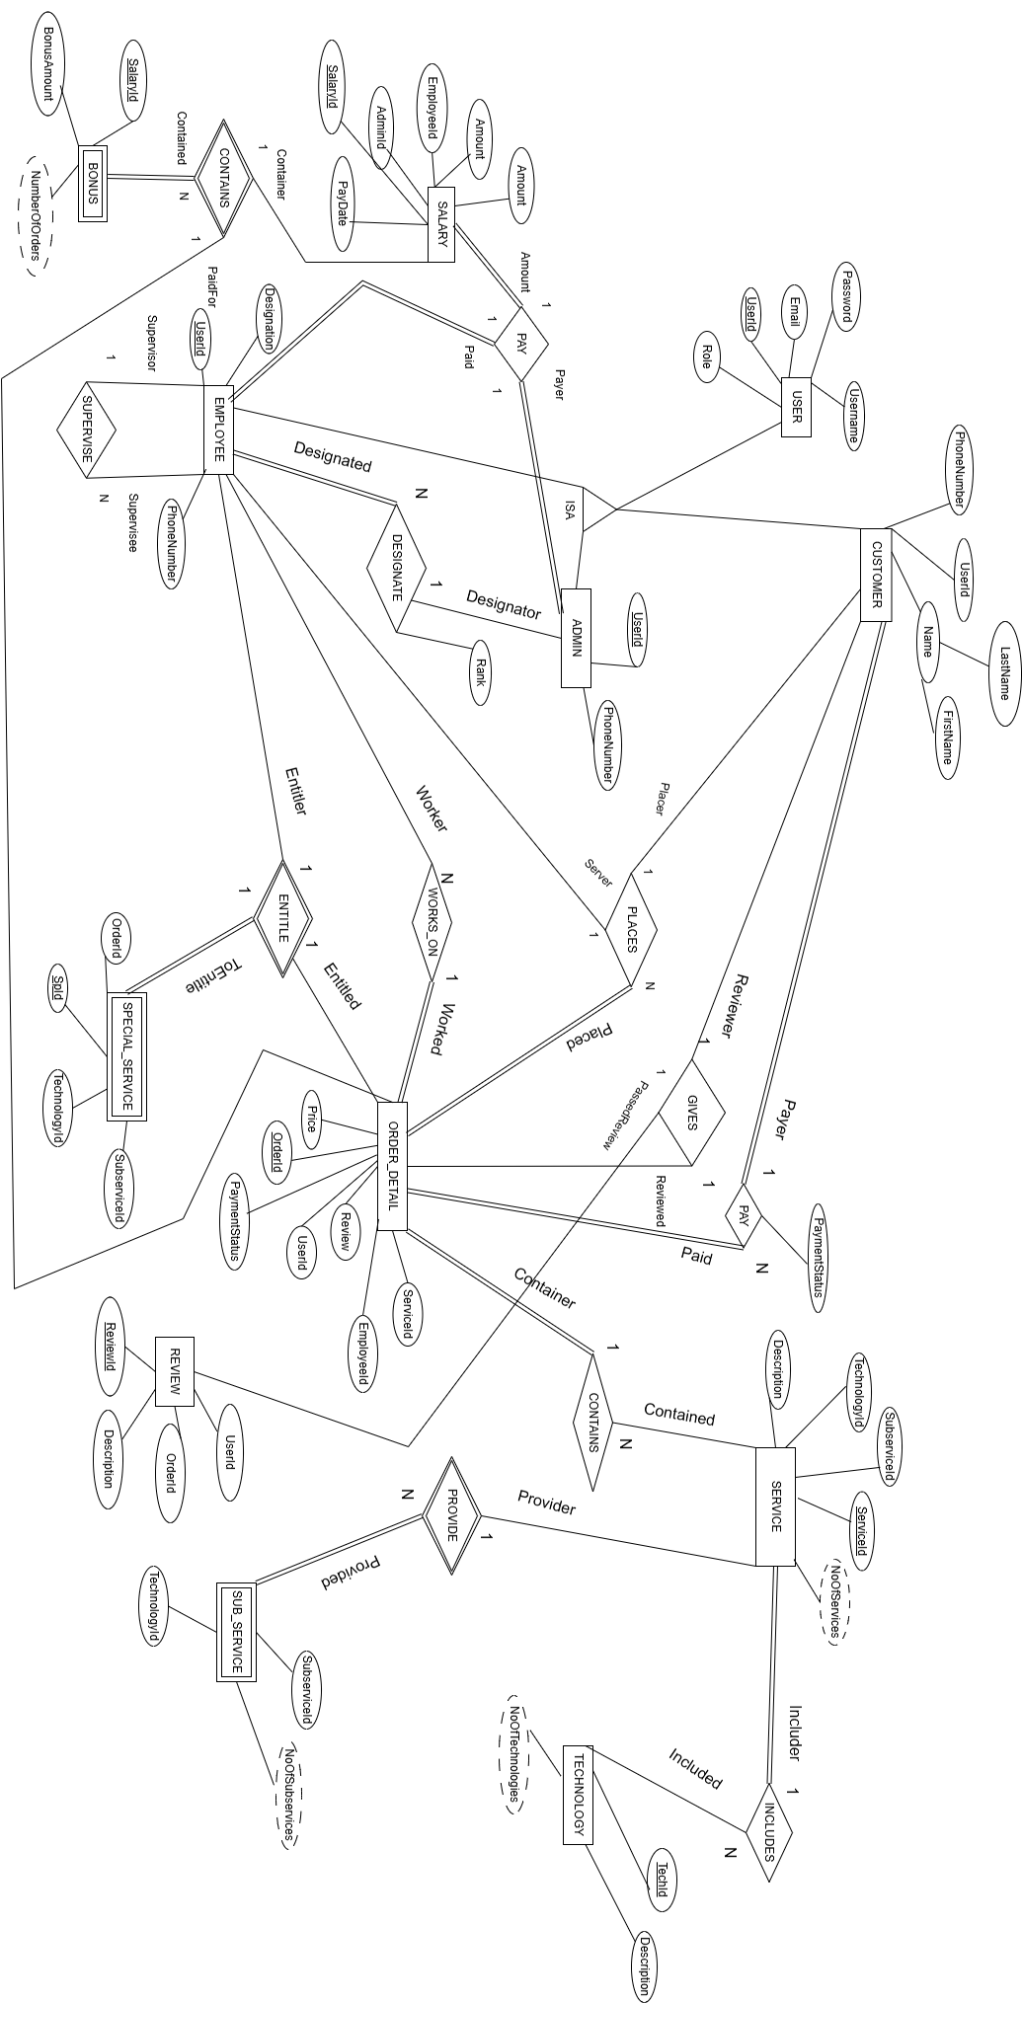 BonusAmount
SalaryId
BONUS
NumberOfOrders
Contained
N
CONTAINS
1
Container
1
PaidFor
SalaryId
AdminId
EmployeeId
Amount
Amount
PayDate
SALARY
Amount
1
PAY
1
Paid
1
Payer
Password
Email
UserId
Role
Username
USER
Designation
UserId
Supervisor
1
SUPERVISE
N
Supervisee
EMPLOYEE
PhoneNumber
Designated
N
DESIGNATE
1
Designator
Rank
ISA
ADMIN
UserId
PhoneNumber
PhoneNumber
CUSTOMER
UserId
Name
LastName
FirstName
Entitler
1
ENTITLE
1
1
Entitled
ToEntitle
Worker
N
WORKS_ON
1
Worked
Placer
1
Server
1
PLACES
N
Placed
Reviewer
1
GIVES
1
PassedReview
1
Reviewed
Payer
1
PAY
N
Paid
PaymentStatus
OrderId
SpId
TechnologyId
SubserviceId
SPECIAL_SERVICE
ORDER_DETAIL
Price
OrderId
PaymentStatus
UserId
Review
EmployeeId
ServiceId
Container
1
CONTAINS
N
Contained
REVIEW
ReviewId
Description
OrderId
UserId
Description
TechnologyId
SubserviceId
ServiceId
NoOfServices
SERVICE
Provider
1
PROVIDE
N
Provided
SUB_SERVICE
TechnologyId
SubserviceId
NoOfSubservices
Includer
1
INCLUDES
N
Included
TECHNOLOGY
NoOfTechnologies
TechId
Description